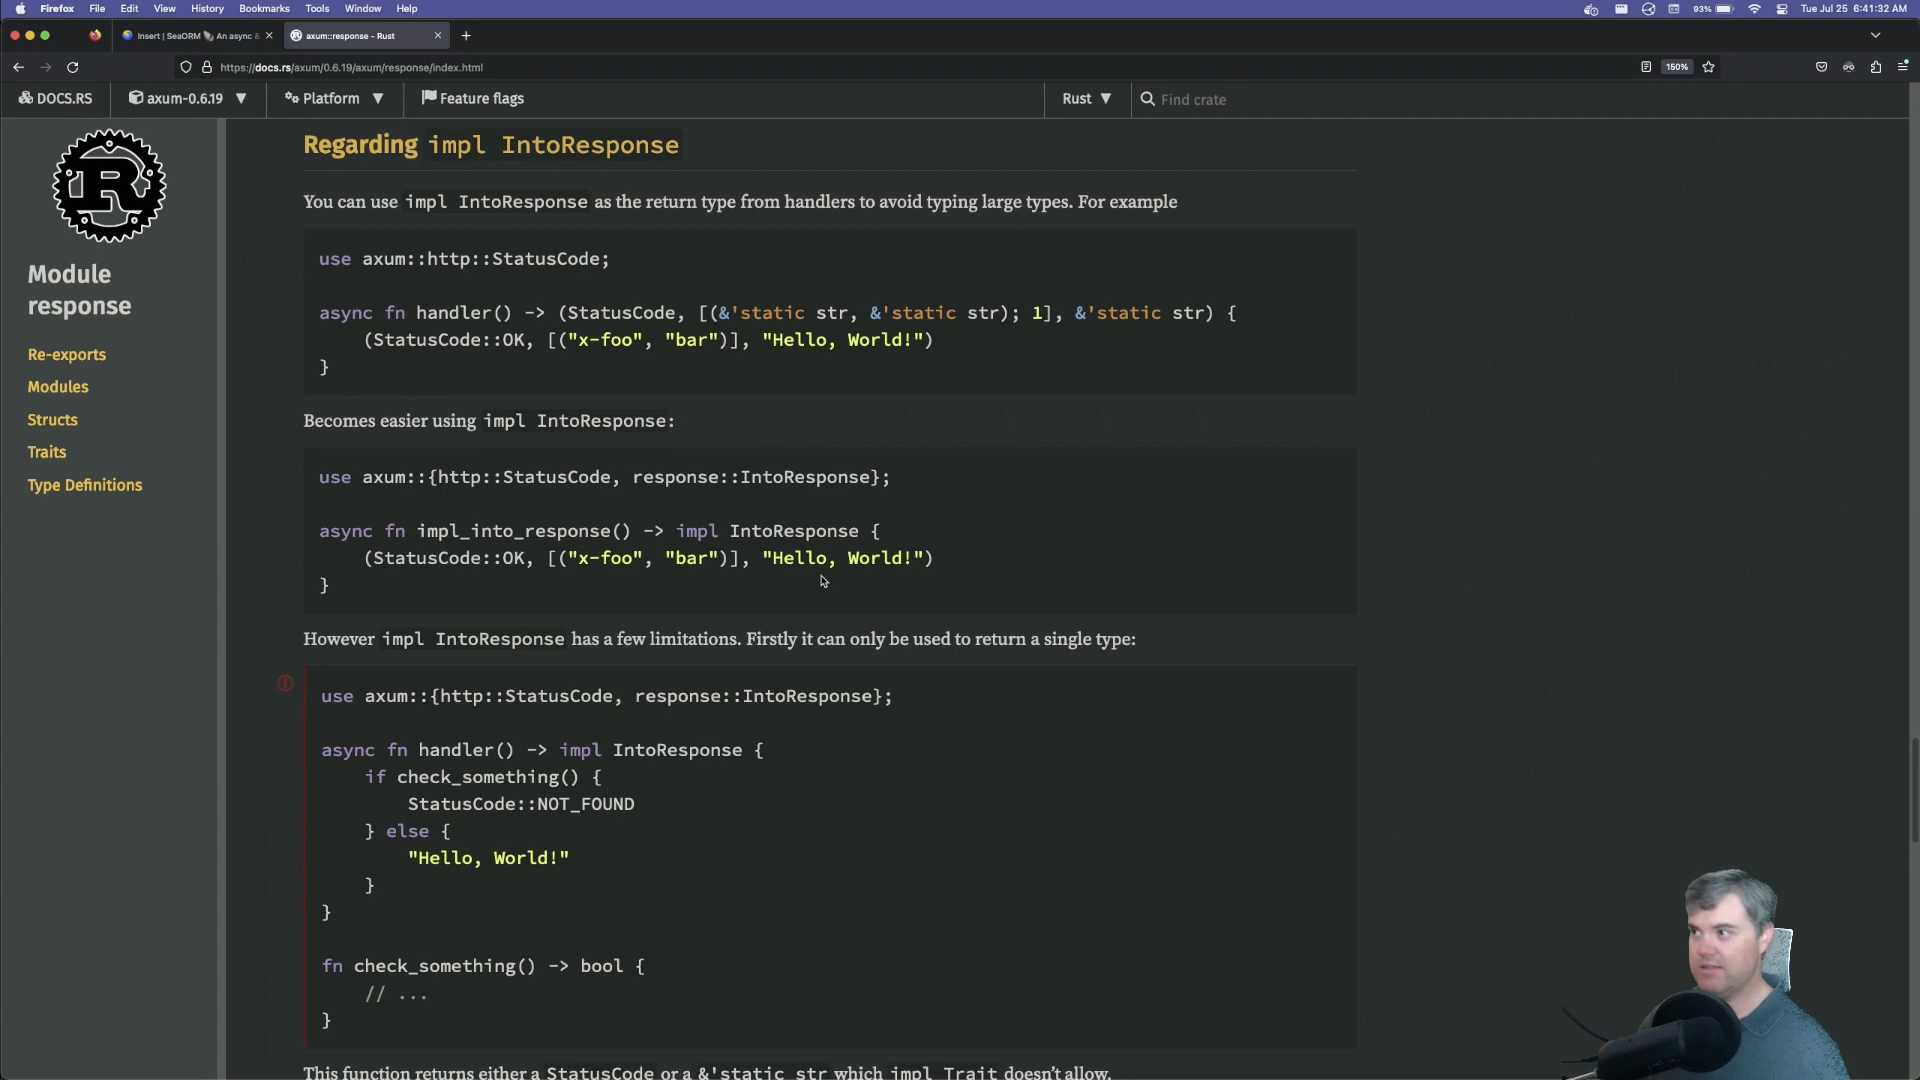 Firefox File Edit View History Bookmarks Tools Window Help 93% Tue Jul 25 6:41:32 AM
Insert | SeaORM An async & axum::response - Rust
https://docs.rs/axum/0.6.19/axum/response/index.html 150%
DOCS.RS axum-0.6.19 Platform Feature flags Rust Find crate
Module
response
Re-exports
Modules
Structs
Traits
Type Definitions
Regarding impl IntoResponse
You can use impl IntoResponse as the return type from handlers to avoid typing large types. For example
use axum::http::StatusCode;
async fn handler() -> (StatusCode, [(&'static str, &'static str); 1], &'static str) {
(StatusCode::OK, [("x-foo", "bar")], "Hello, World!")
}
Becomes easier using impl IntoResponse:
use axum::{http::StatusCode, response::IntoResponse};
async fn impl_into_response() -> impl IntoResponse {
(StatusCode::OK, [("x-foo", "bar")], "Hello, World!")
}
However impl IntoResponse has a few limitations. Firstly it can only be used to return a single type:
use axum::{http::StatusCode, response::IntoResponse};
async fn handler() -> impl IntoResponse {
if check_something() {
StatusCode::NOT_FOUND
} else {
"Hello, World!"
}
}
fn check_something() -> bool {
// ...
}
This function returns either a StatusCode or a &'static str which impl Trait doesn't allow.